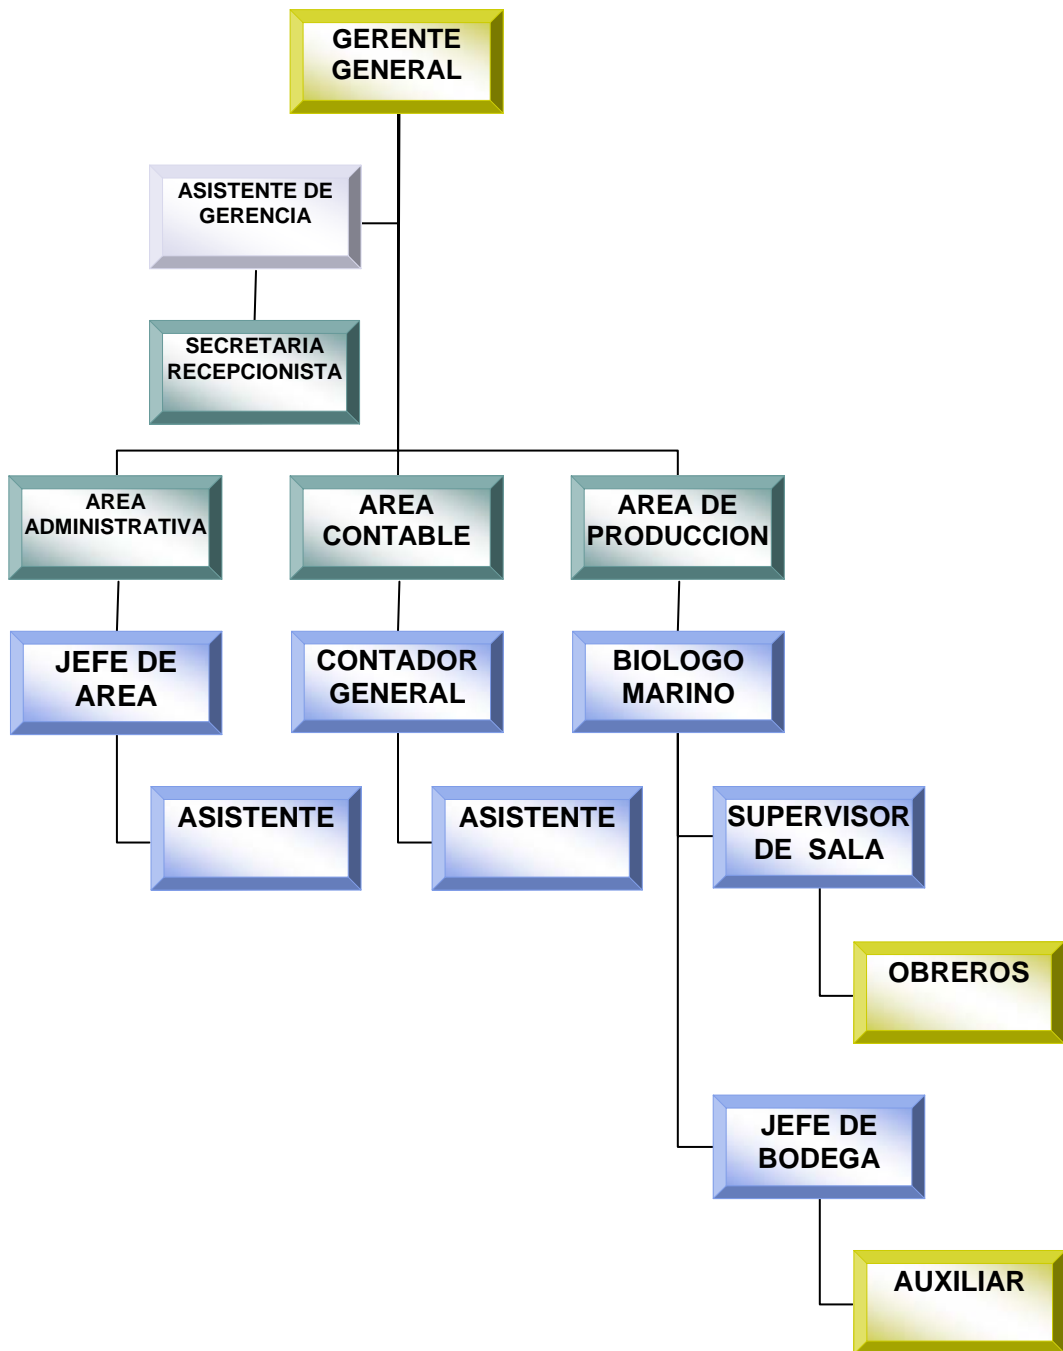 GERENTE
GENERAL
ASISTENTE DE
GERENCIA
SECRETARIA
RECEPCIONISTA
AREA
ADMINISTRATIVA
AREA
CONTABLE
AREA DE
PRODUCCION
JEFE DE
AREA
CONTADOR
GENERAL
BIOLOGO
MARINO
ASISTENTE
ASISTENTE
SUPERVISOR
DE SALA
OBREROS
JEFE DE
BODEGA
AUXILIAR